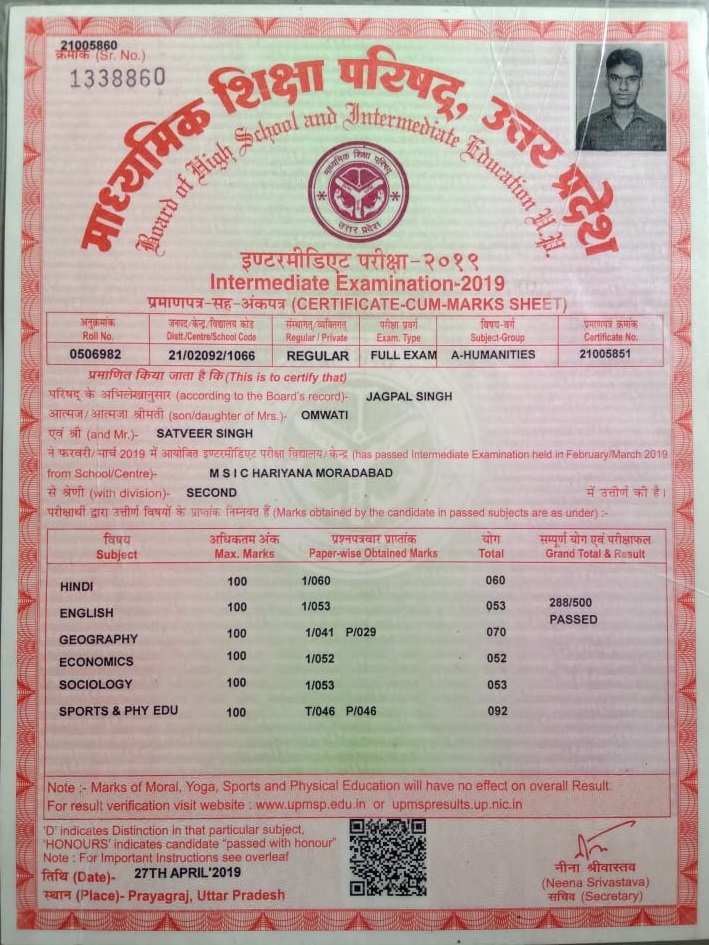 21005860
क्रमांक (Sr. No.)
1338860
माध्यमिक शिक्षा परिषद्, उत्तर प्रदेश
Board of High School and Intermediate Education U.P.
माध्यमिक शिक्षा परिषद्
उत्तर प्रदेश
इण्टरमीडिएट परीक्षा-२०१९
Intermediate Examination-2019
प्रमाणपत्र-सह-अंकपत्र (CERTIFICATE-CUM-MARKS SHEET)
अनुक्रमांक जनपद/केन्द्र/विद्यालय कोड संस्थागत/व्यक्तिगत परीक्षा प्रवर्ग विषय-वर्ग प्रमाणपत्र क्रमांक
Roll No. Distt./Centre/School Code Regular / Private Exam. Type Subject-Group Certificate No.
0506982 21/02092/1066 REGULAR FULL EXAM A-HUMANITIES 21005851
प्रमाणित किया जाता है कि (This is to certify that)
परिषद् के अभिलेखानुसार (according to the Board's record)- JAGPAL SINGH
आत्मज/आत्मजा श्रीमती (son/daughter of Mrs.)- OMWATI
एवं श्री (and Mr.)- SATVEER SINGH
ने फरवरी/मार्च 2019 में आयोजित इण्टरमीडिएट परीक्षा विद्यालय/केन्द्र (has passed Intermediate Examination held in February/March 2019
from School/Centre)- M S I C HARIYANA MORADABAD
से श्रेणी (with division)- SECOND में उत्तीर्ण की है।
परीक्षार्थी द्वारा उत्तीर्ण विषयों के प्राप्तांक निम्नवत हैं (Marks obtained by the candidate in passed subjects are as under) :-
विषय अधिकतम अंक प्रश्नपत्रवार प्राप्तांक योग सम्पूर्ण योग एवं परीक्षाफल
Subject Max. Marks Paper-wise Obtained Marks Total Grand Total & Result
HINDI 100 1/060 060
ENGLISH 100 1/053 053 288/500
PASSED
GEOGRAPHY 100 1/041 P/029 070
ECONOMICS 100 1/052 052
SOCIOLOGY 100 1/053 053
SPORTS & PHY EDU 100 T/046 P/046 092
Note :- Marks of Moral, Yoga, Sports and Physical Education will have no effect on overall Result.
For result verification visit website : www.upmsp.edu.in or upmspresults.up.nic.in
'D' indicates Distinction in that particular subject,
'HONOURS' indicates candidate "passed with honour"
Note : For Important Instructions see overleaf
तिथि (Date)- 27TH APRIL'2019
स्थान (Place)- Prayagraj, Uttar Pradesh
नीना श्रीवास्तव
(Neena Srivastava)
सचिव (Secretary)